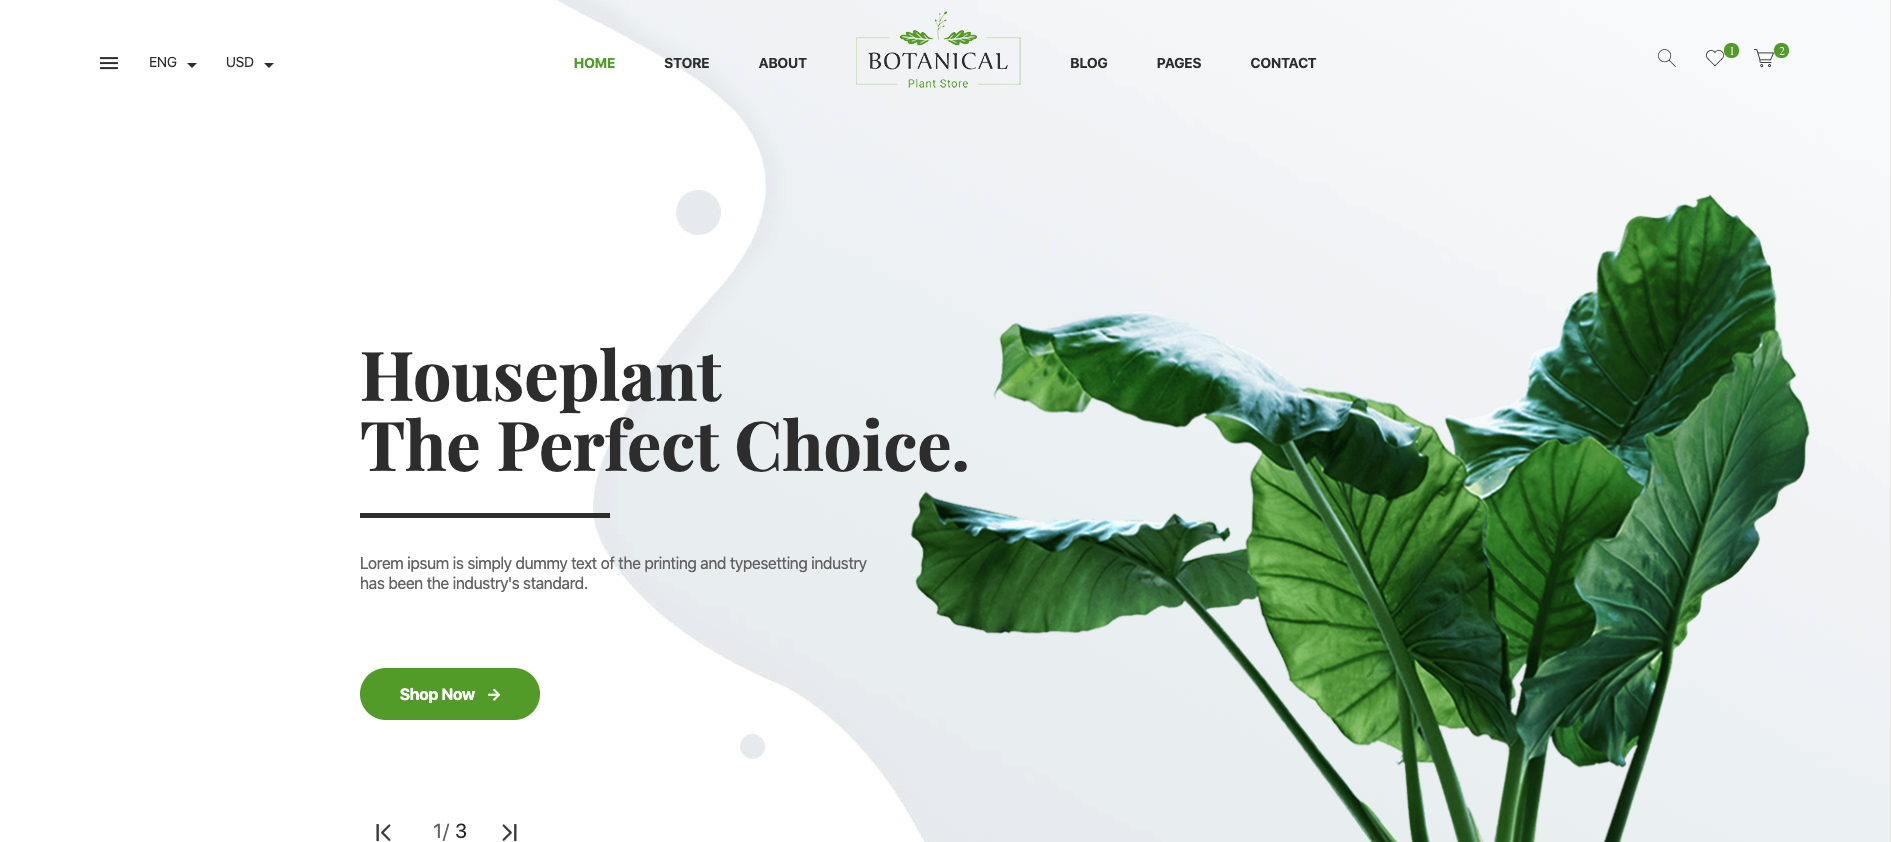 ENG
USD
HOME
STORE
ABOUT
BOTANICAL
Plant Store
BLOG
PAGES
CONTACT
1
2
Houseplant
The Perfect Choice.
Lorem ipsum is simply dummy text of the printing and typesetting industry
has been the industry's standard.
Shop Now
1/ 3